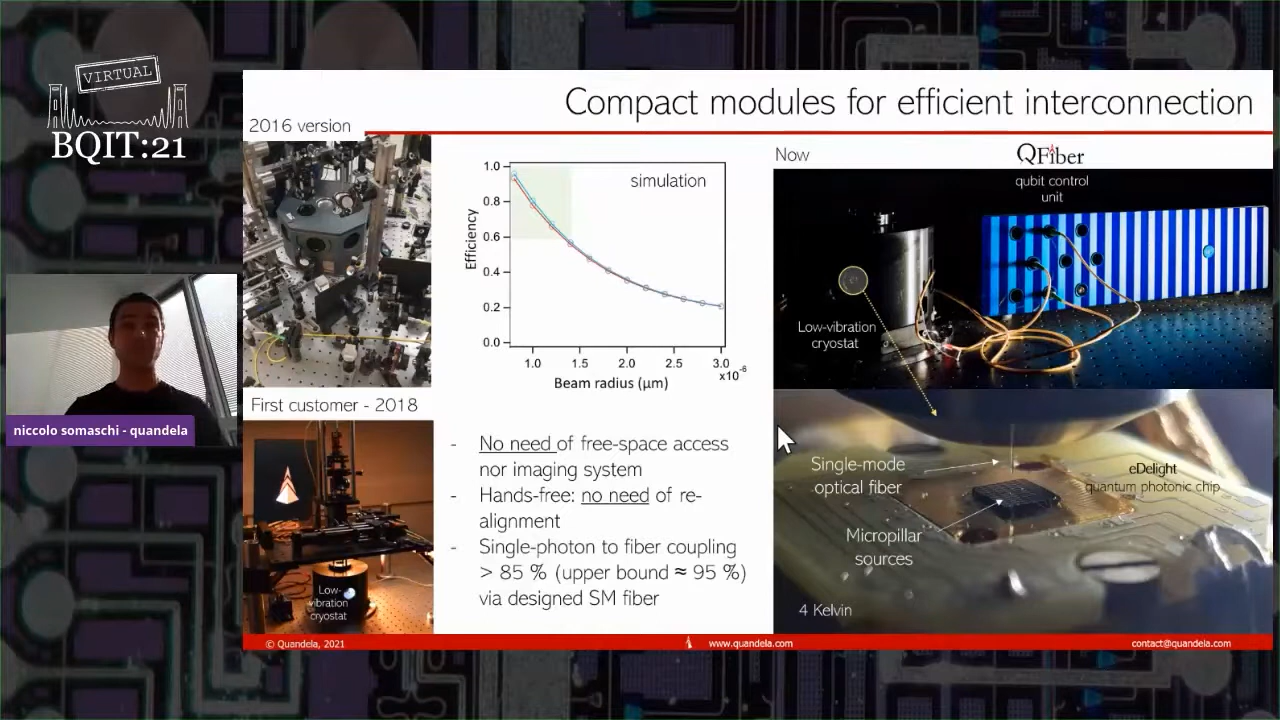 VIRTUAL
BQIT:21
Compact modules for efficient interconnection
2016 version
First customer - 2018
Low-
vibration
cryostat
simulation
Efficiency
1.0
0.8
0.6
0.4
0.2
0.0
1.0
1.5
2.0
2.5
3.0
x10⁻⁶
Beam radius (μm)
- No need of free-space access
nor imaging system
- Hands-free: no need of re-
alignment
- Single-photon to fiber coupling
> 85 % (upper bound ≈ 95 %)
via designed SM fiber
Now
QFiber
qubit control
unit
Low-vibration
cryostat
Single-mode
optical fiber
eDelight
quantum photonic chip
Micropillar
sources
4 Kelvin
niccolo somaschi - quandela
© Quandela, 2021
www.quandela.com
contact@quandela.com